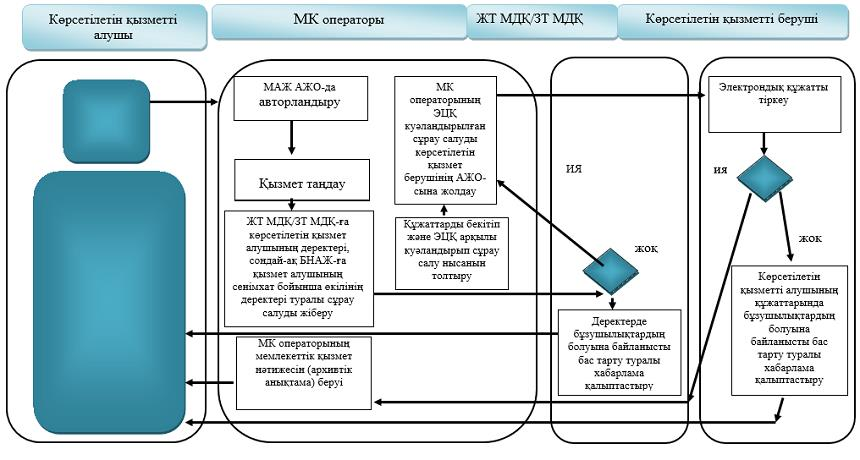 Көрсетілетін қызметті
алушы
МК операторы
ЖТ МДҚ/ЗТ МДҚ
Көрсетілетін қызметті беруші
МАЖ АЖО-да
авторландыру
Қызмет таңдау
ЖТ МДҚ/ЗТ МДҚ-ға
көрсетілетін қызмет
алушының деректері,
сондай-ақ БНАЖ-ға
қызмет алушының
сенімхат бойынша өкілінің
деректері туралы сұрау
салуды жіберу
МК операторының
мемлекеттік қызмет
нәтижесін (архивтік
анықтама) беруі
МК
операторының
ЭЦҚ
куәландырылған
сұрау салуды
көрсетілетін
қызмет
берушінің АЖО-
сына жолдау
Құжаттарды бекітіп
және ЭЦҚ арқылы
куәландырып сұрау
салу нысанын
толтыру
ИЯ
жоқ
Деректерде
бұзушылықтардың
болуына байланысты
бас тарту туралы
хабарлама
қалыптастыру
Электрондық құжатты
тіркеу
ия
жоқ
Көрсетілетін
қызметті алушының
құжаттарында
бұзушылықтардың
болуына
байланысты бас
тарту туралы
хабарлама
қалыптастыру